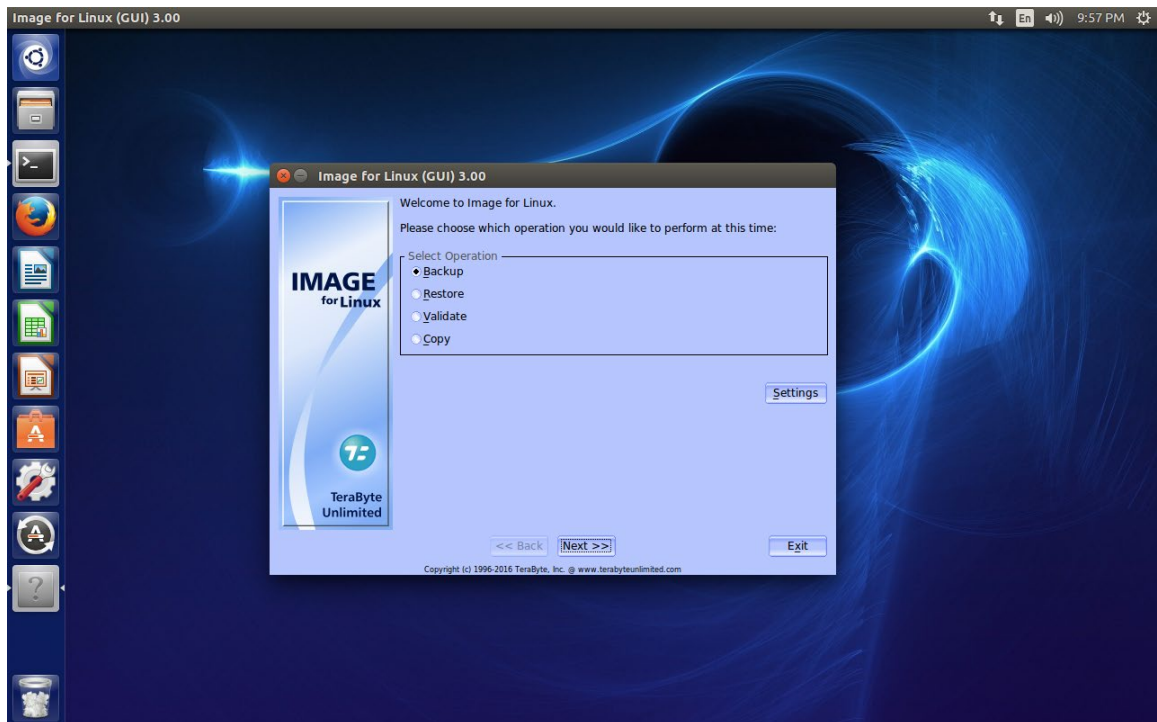 Image for Linux (GUI) 3.00
En
9:57 PM
>_
Image for Linux (GUI) 3.00
IMAGE
for Linux
TeraByte
Unlimited
Welcome to Image for Linux.
Please choose which operation you would like to perform at this time:
Select Operation
Backup
Restore
Validate
Copy
Settings
<< Back
Next >>
Exit
Copyright (c) 1996-2016 TeraByte, Inc. @ www.terabyteunlimited.com
?